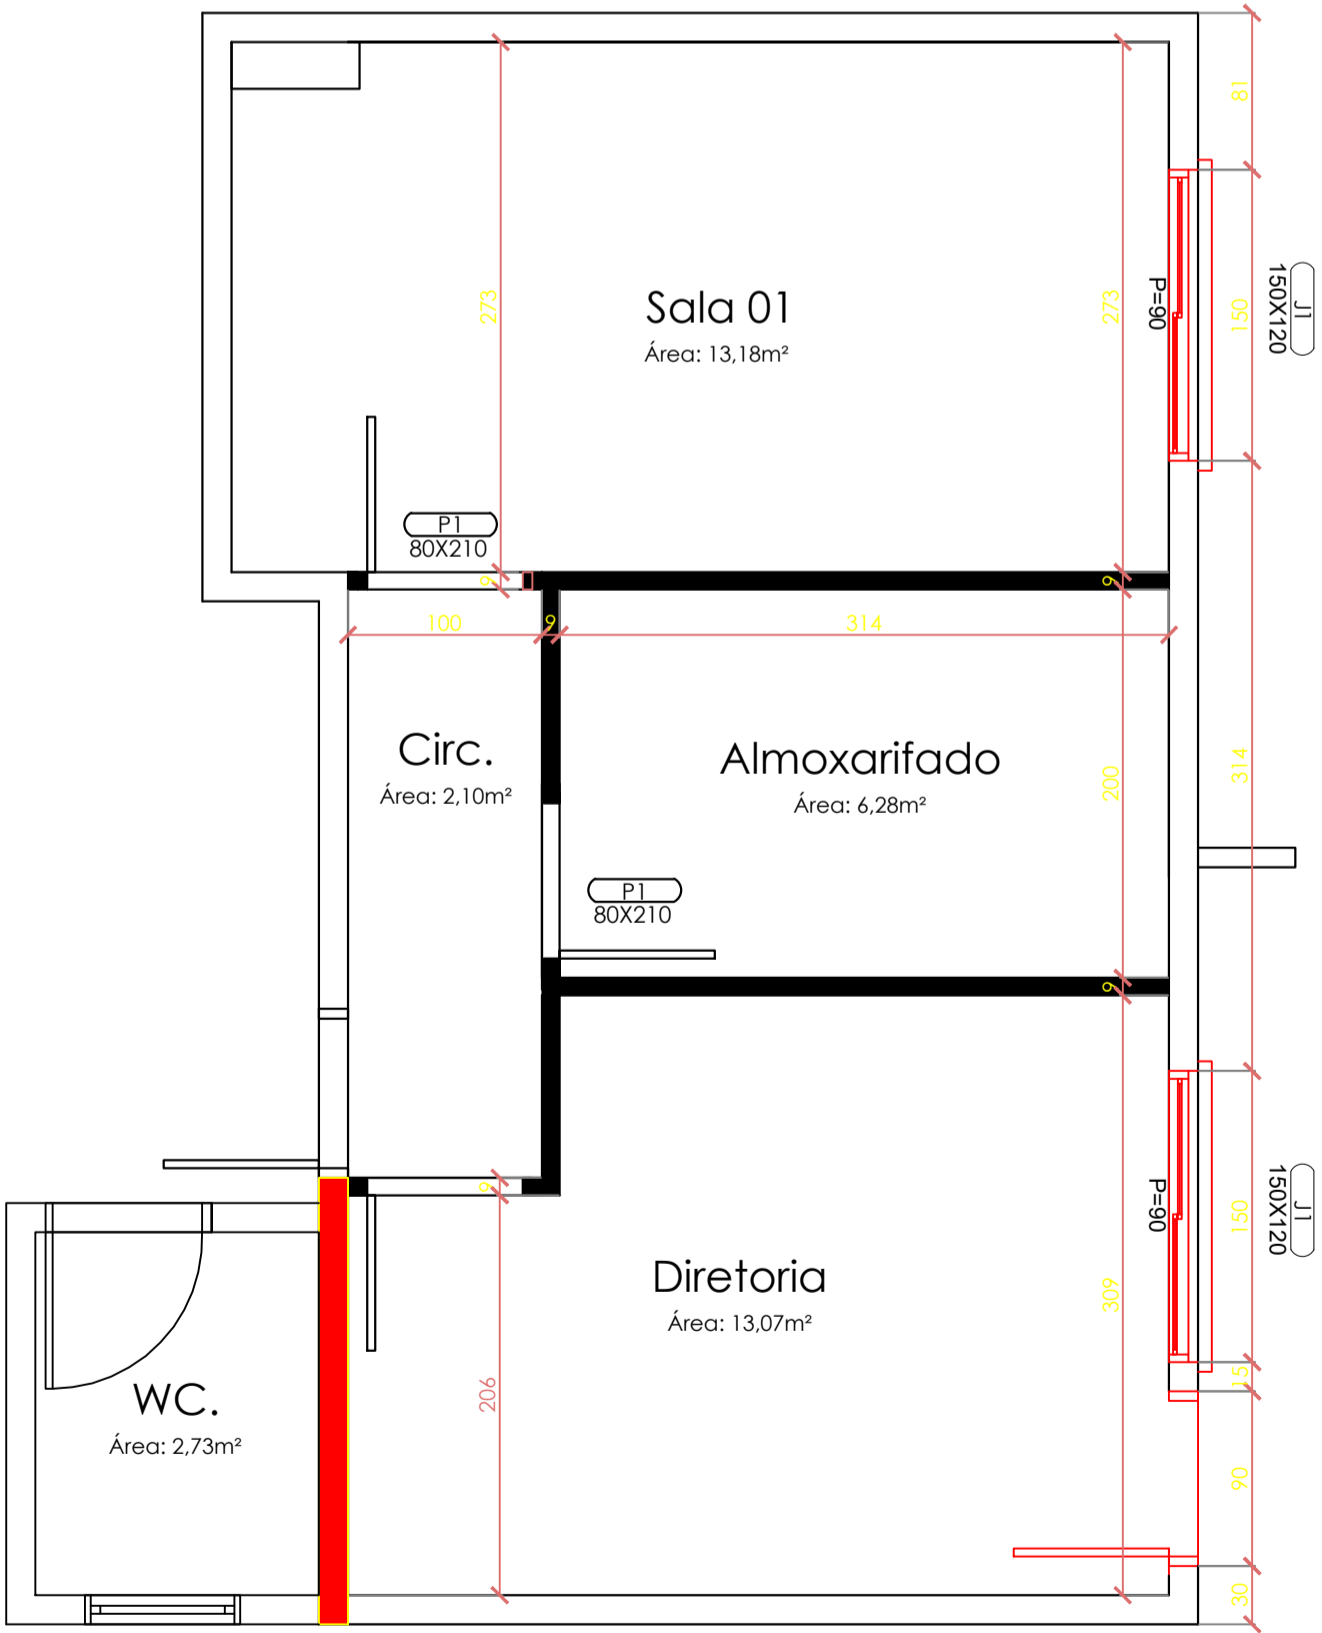 81
273
Sala 01
Área: 13,18m²
273
P=90
150
J1
150X120
P1
80X210
9
9
100
9
314
Circ.
Área: 2,10m²
Almoxarifado
Área: 6,28m²
200
314
P1
80X210
9
9
P=90
150
J1
150X120
Diretoria
Área: 13,07m²
309
15
206
WC.
Área: 2,73m²
90
30